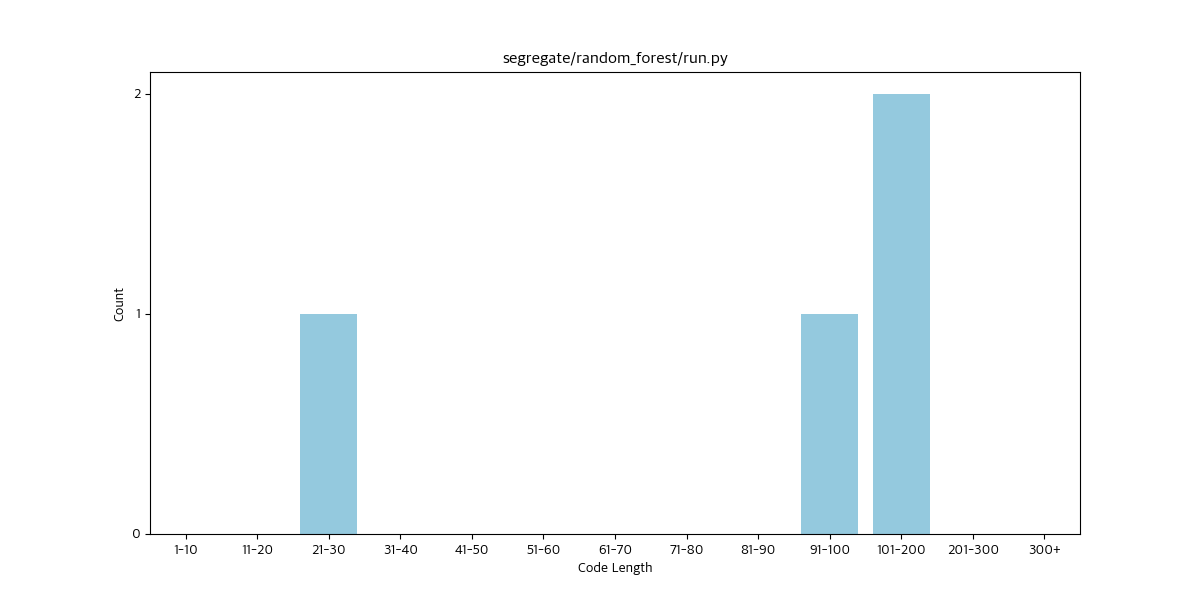 segregate/random_forest/run.py
2
1
0
Count
1-10 11-20 21-30 31-40 41-50 51-60 61-70 71-80 81-90 91-100 101-200 201-300 300+
Code Length